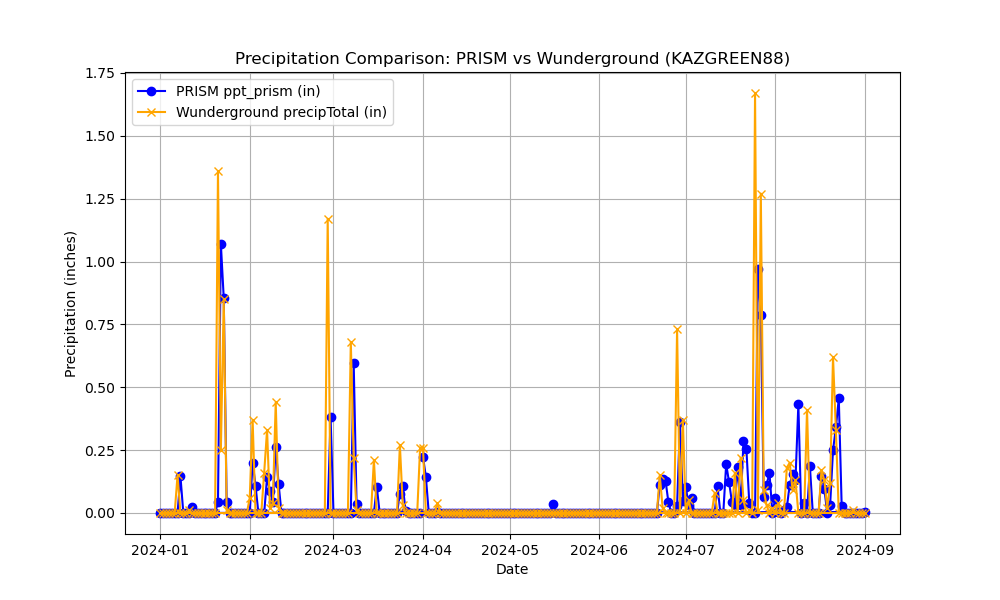 Precipitation Comparison: PRISM vs Wunderground (KAZGREEN88)
PRISM ppt_prism (in)
Wunderground precipTotal (in)
Precipitation (inches)
1.75
1.50
1.25
1.00
0.75
0.50
0.25
0.00
2024-01 2024-02 2024-03 2024-04 2024-05 2024-06 2024-07 2024-08 2024-09
Date